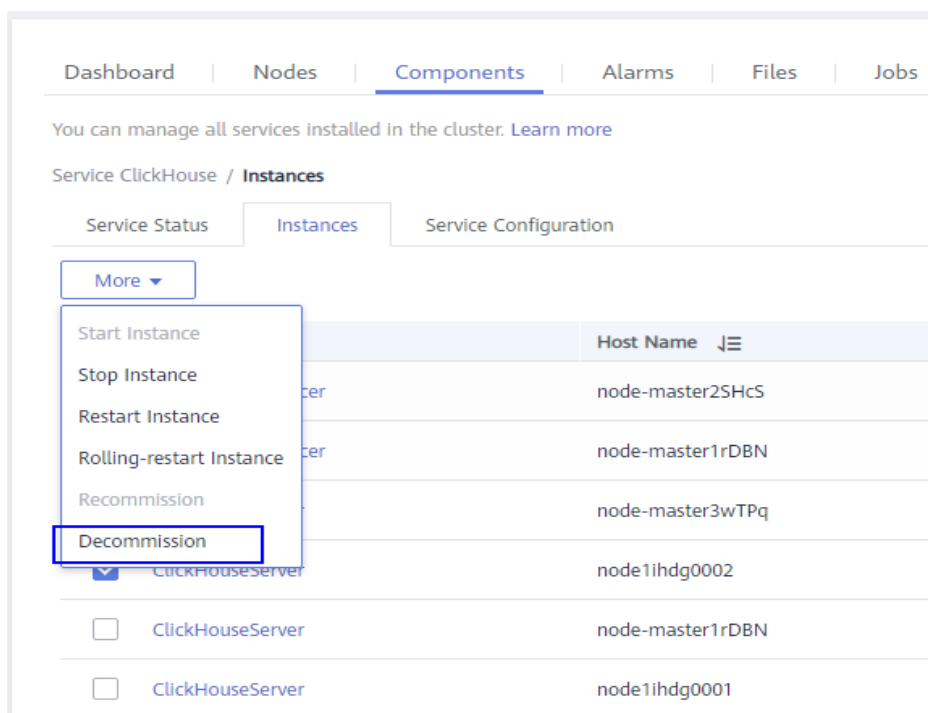 Dashboard Nodes Components Alarms Files Jobs
You can manage all services installed in the cluster. Learn more
Service ClickHouse / Instances
Service Status Instances Service Configuration
More
Start Instance
Host Name
Stop Instance
node-master2SHcS
Restart Instance
Rolling-restart Instance
node-master1rDBN
Recommission
node-master3wTPq
Decommission
ClickHouseServer node1ihdg0002
ClickHouseServer node-master1rDBN
ClickHouseServer node1ihdg0001